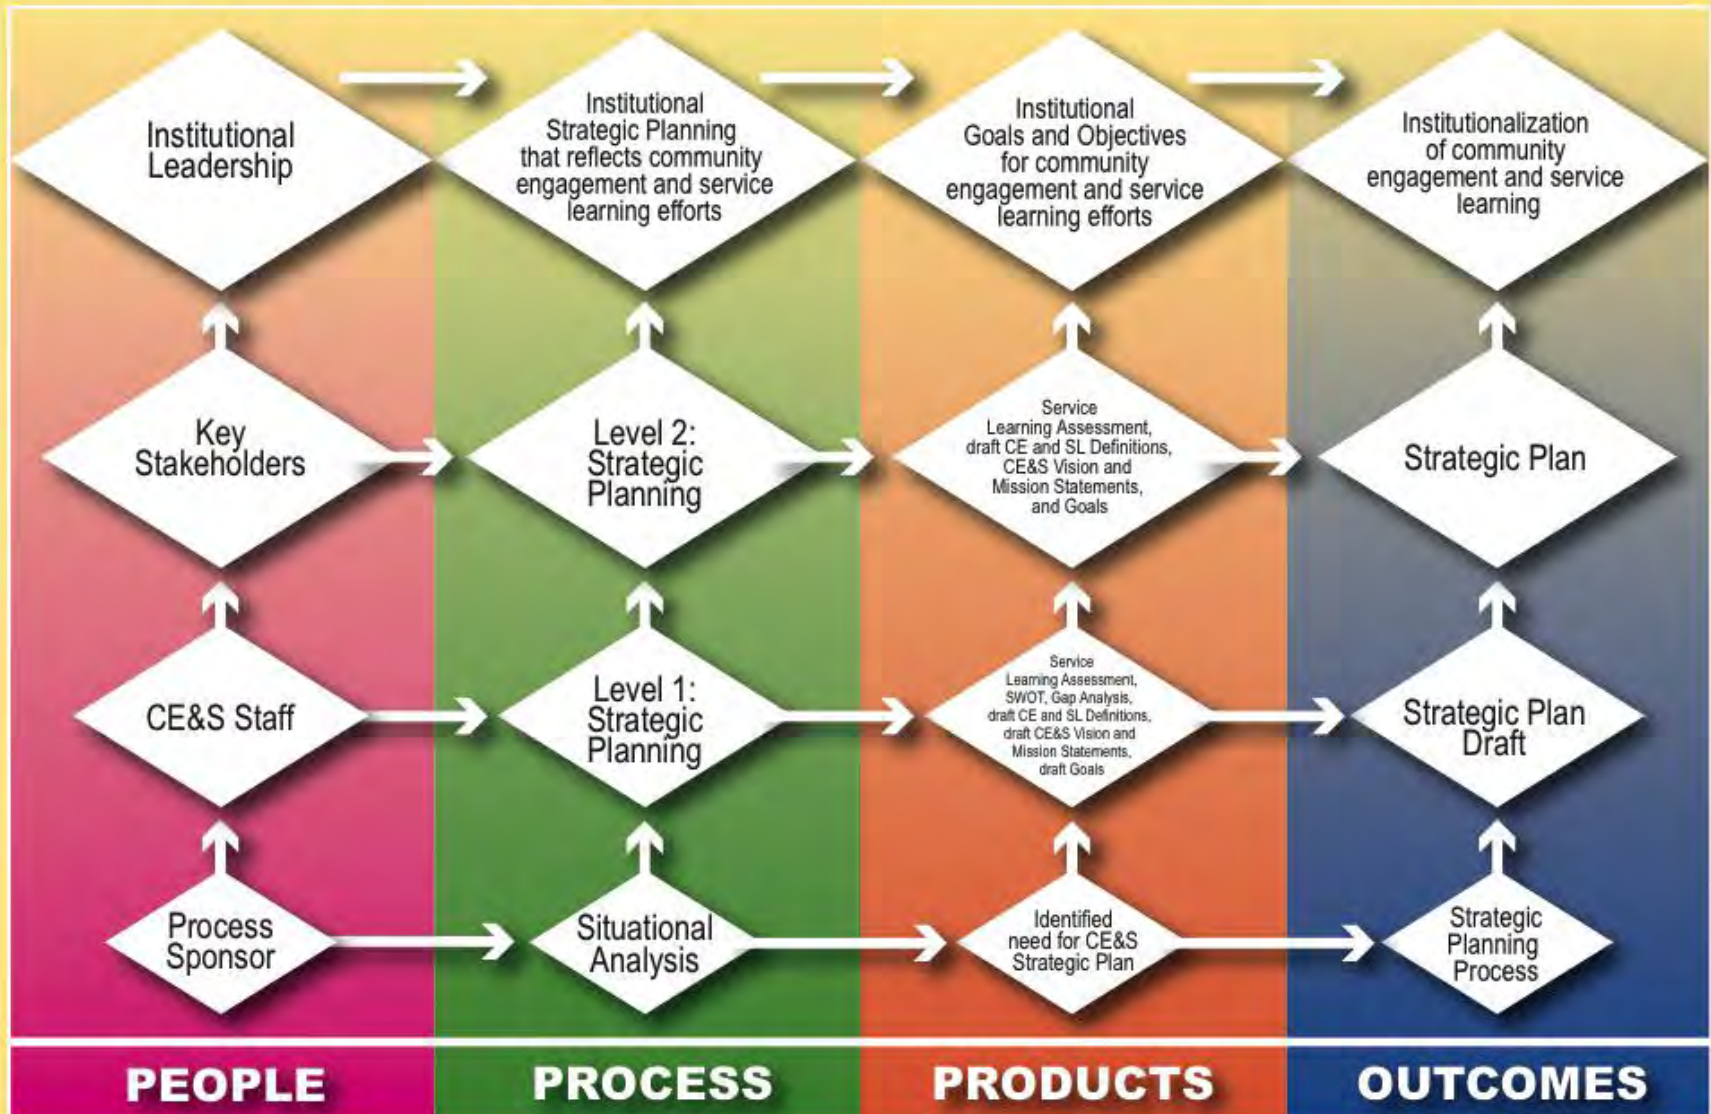 Institutional
Leadership
Institutional
Strategic Planning
that reflects community
engagement and service
learning efforts
Institutional
Goals and Objectives
for community
engagement and service
learning efforts
Institutionalization
of community
engagement and service
learning
Key
Stakeholders
Level 2:
Strategic
Planning
Service
Learning Assessment,
draft CE and SL Definitions,
CE&S Vision and
Mission Statements,
and Goals
Strategic Plan
CE&S Staff
Level 1:
Strategic
Planning
Service
Learning Assessment,
SWOT, Gap Analysis,
draft CE and SL Definitions,
draft CE&S Vision and
Mission Statements,
draft Goals
Strategic Plan
Draft
Process
Sponsor
Situational
Analysis
Identified
need for CE&S
Strategic Plan
Strategic
Planning
Process
PEOPLE
PROCESS
PRODUCTS
OUTCOMES